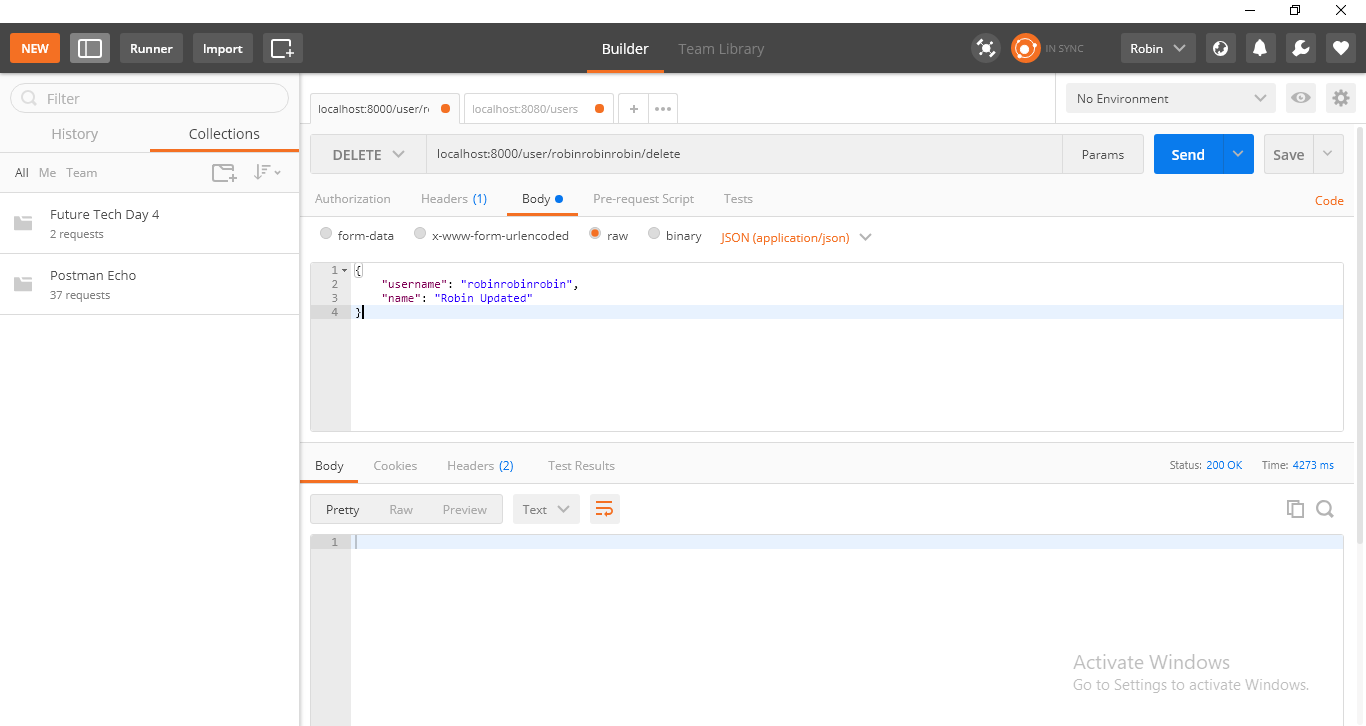 NEW
Runner
Import
Builder
Team Library
IN SYNC
Robin
Filter
History
Collections
All Me Team
Future Tech Day 4
2 requests
Postman Echo
37 requests
localhost:8000/user/r
localhost:8080/users
+
•••
No Environment
DELETE
localhost:8000/user/robinrobinrobin/delete
Params
Send
Save
Authorization
Headers (1)
Body
Pre-request Script
Tests
Code
form-data
x-www-form-urlencoded
raw
binary
JSON (application/json)
1 {
2 "username": "robinrobinrobin",
3 "name": "Robin Updated"
4 }
Body
Cookies
Headers (2)
Test Results
Status: 200 OK
Time: 4273 ms
Pretty
Raw
Preview
Text
1
Activate Windows
Go to Settings to activate Windows.